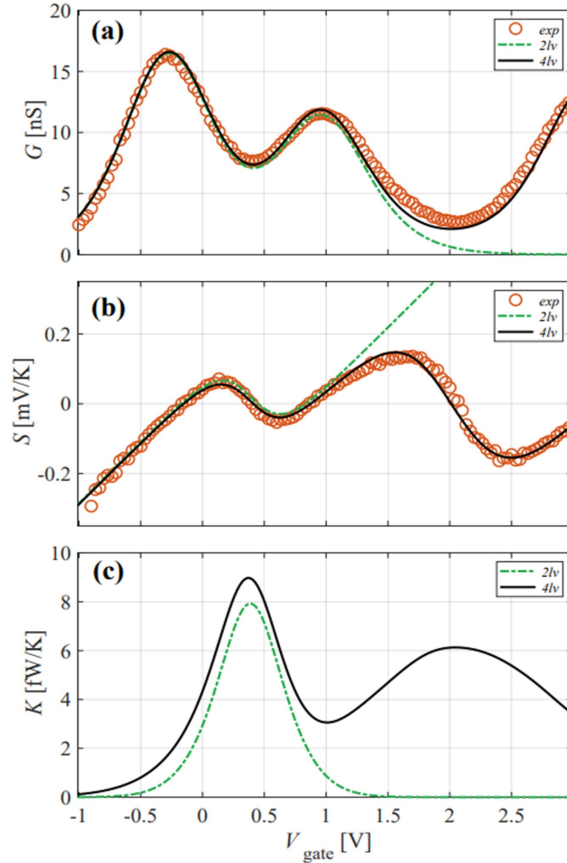 (a)
20
15
10
5
0
G [nS]
exp
2lv
4lv
(b)
0.2
0
-0.2
S [mV/K]
exp
2lv
4lv
(c)
10
8
6
4
2
0
K [fW/K]
2lv
4lv
-1 -0.5 0 0.5 1 1.5 2 2.5
V gate [V]